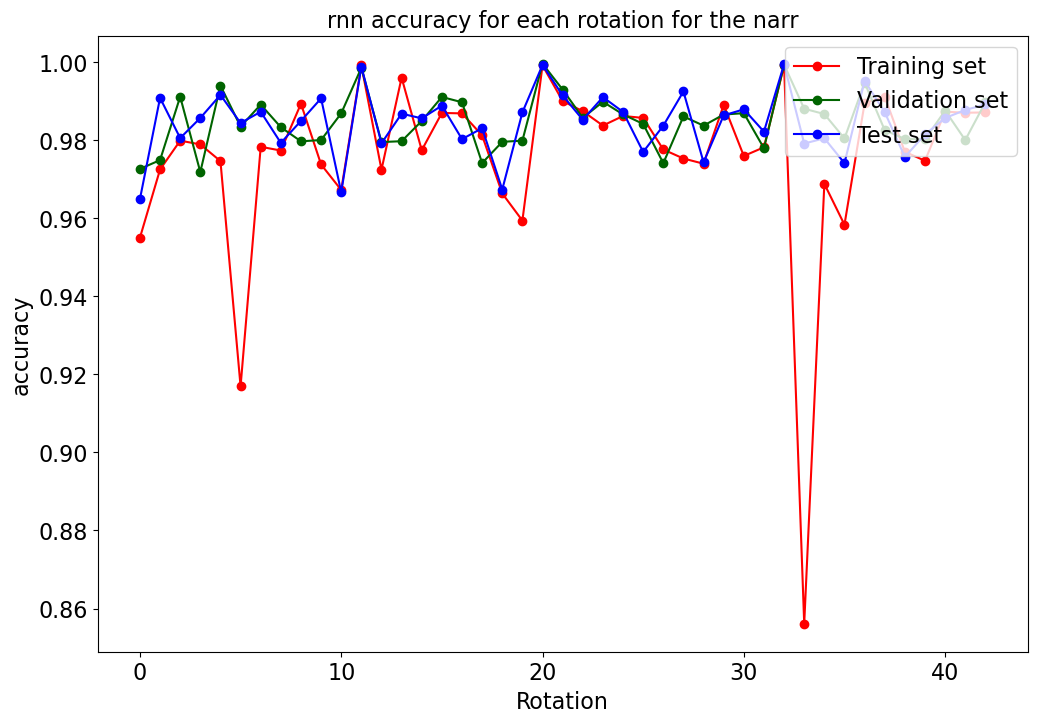 rnn accuracy for each rotation for the narr
1.00
0.98
0.96
0.94
0.92
0.90
0.88
0.86
accuracy
Training set
Validation set
Test set
0 10 20 30 40
Rotation